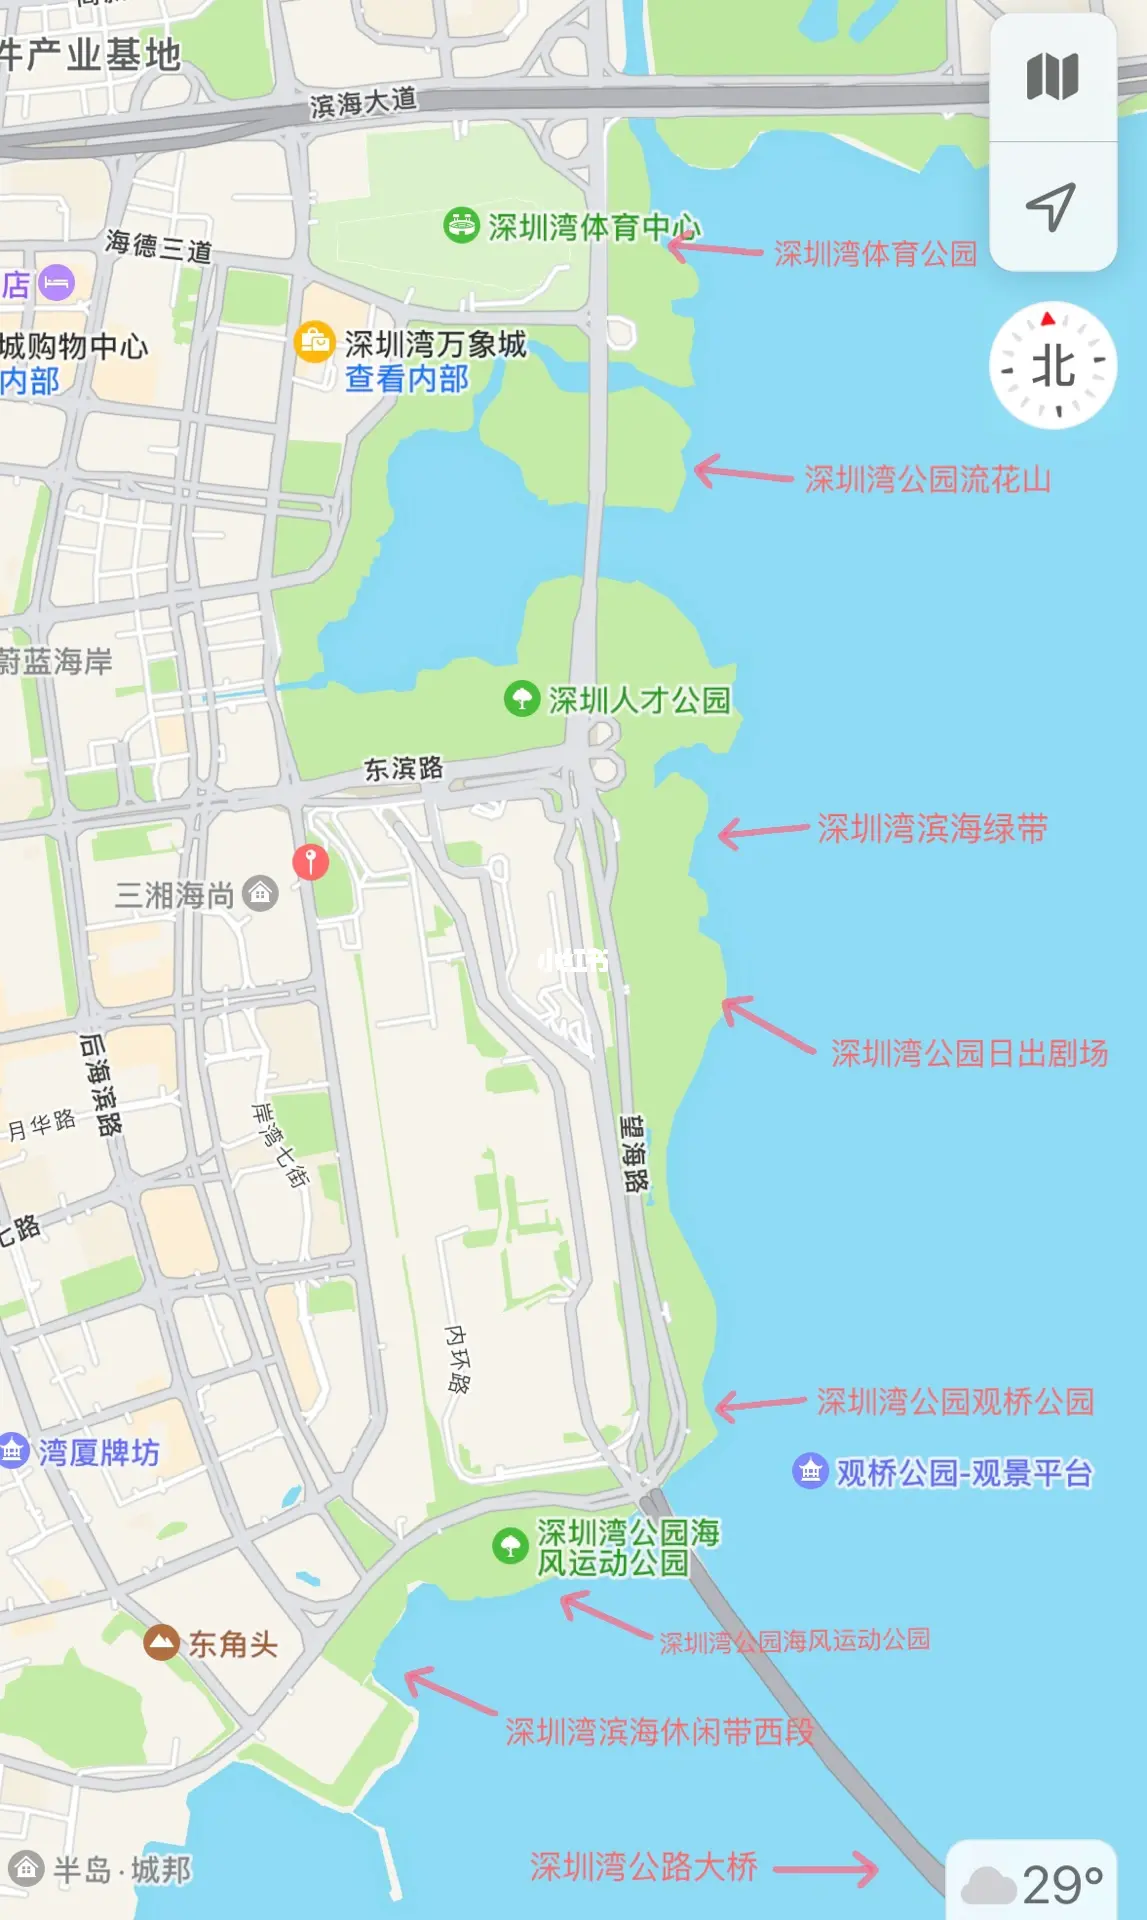 件产业基地
滨海大道
深圳湾体育中心
深圳湾体育公园
海德三道
店
城购物中心
内部
深圳湾万象城
查看内部
北
深圳湾公园流花山
蔚蓝海岸
深圳人才公园
东滨路
深圳湾滨海绿带
三湘海尚
小红书
深圳湾公园日出剧场
后海滨路
月华路
岸湾七街
望海路
七路
内环路
深圳湾公园观桥公园
湾厦牌坊
观桥公园-观景平台
深圳湾公园海
风运动公园
东角头
深圳湾公园海风运动公园
深圳湾滨海休闲带西段
半岛·城邦
深圳湾公路大桥
29°